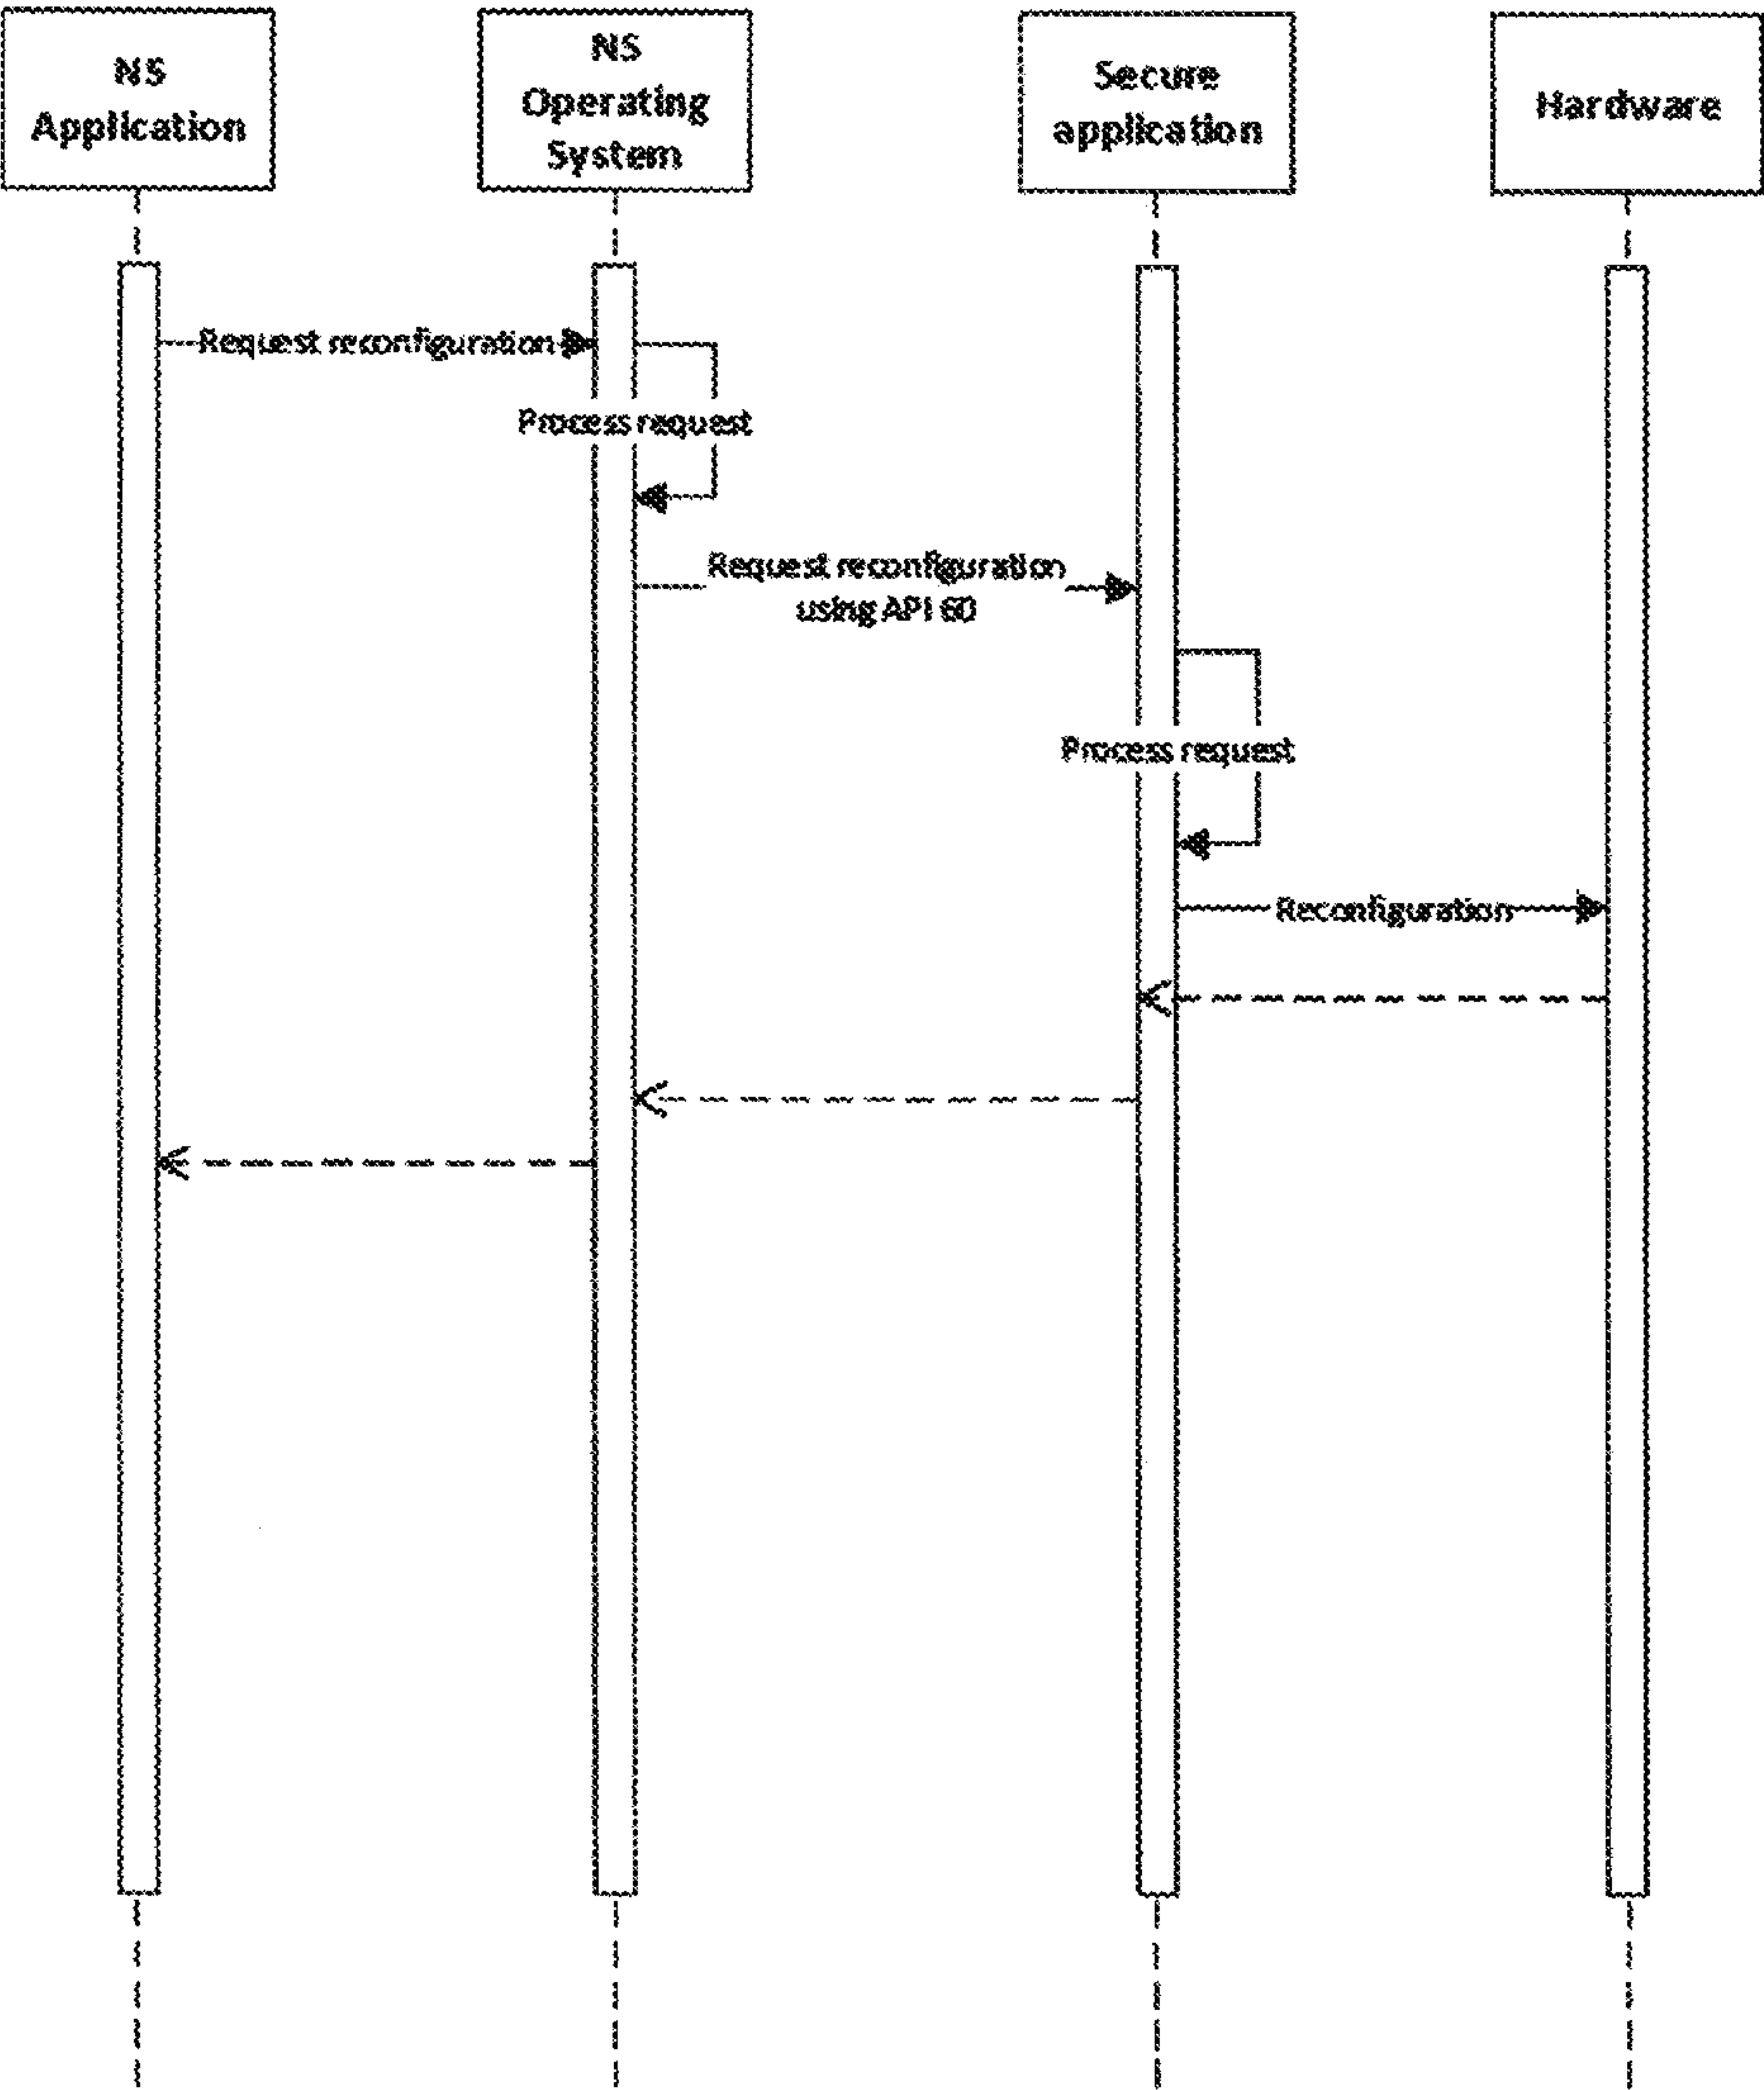 NS
Application
NS
Operating
System
Secure
application
Hardware
Request reconfiguration
Process request
Request reconfiguration
using API 60
Process request
Reconfiguration